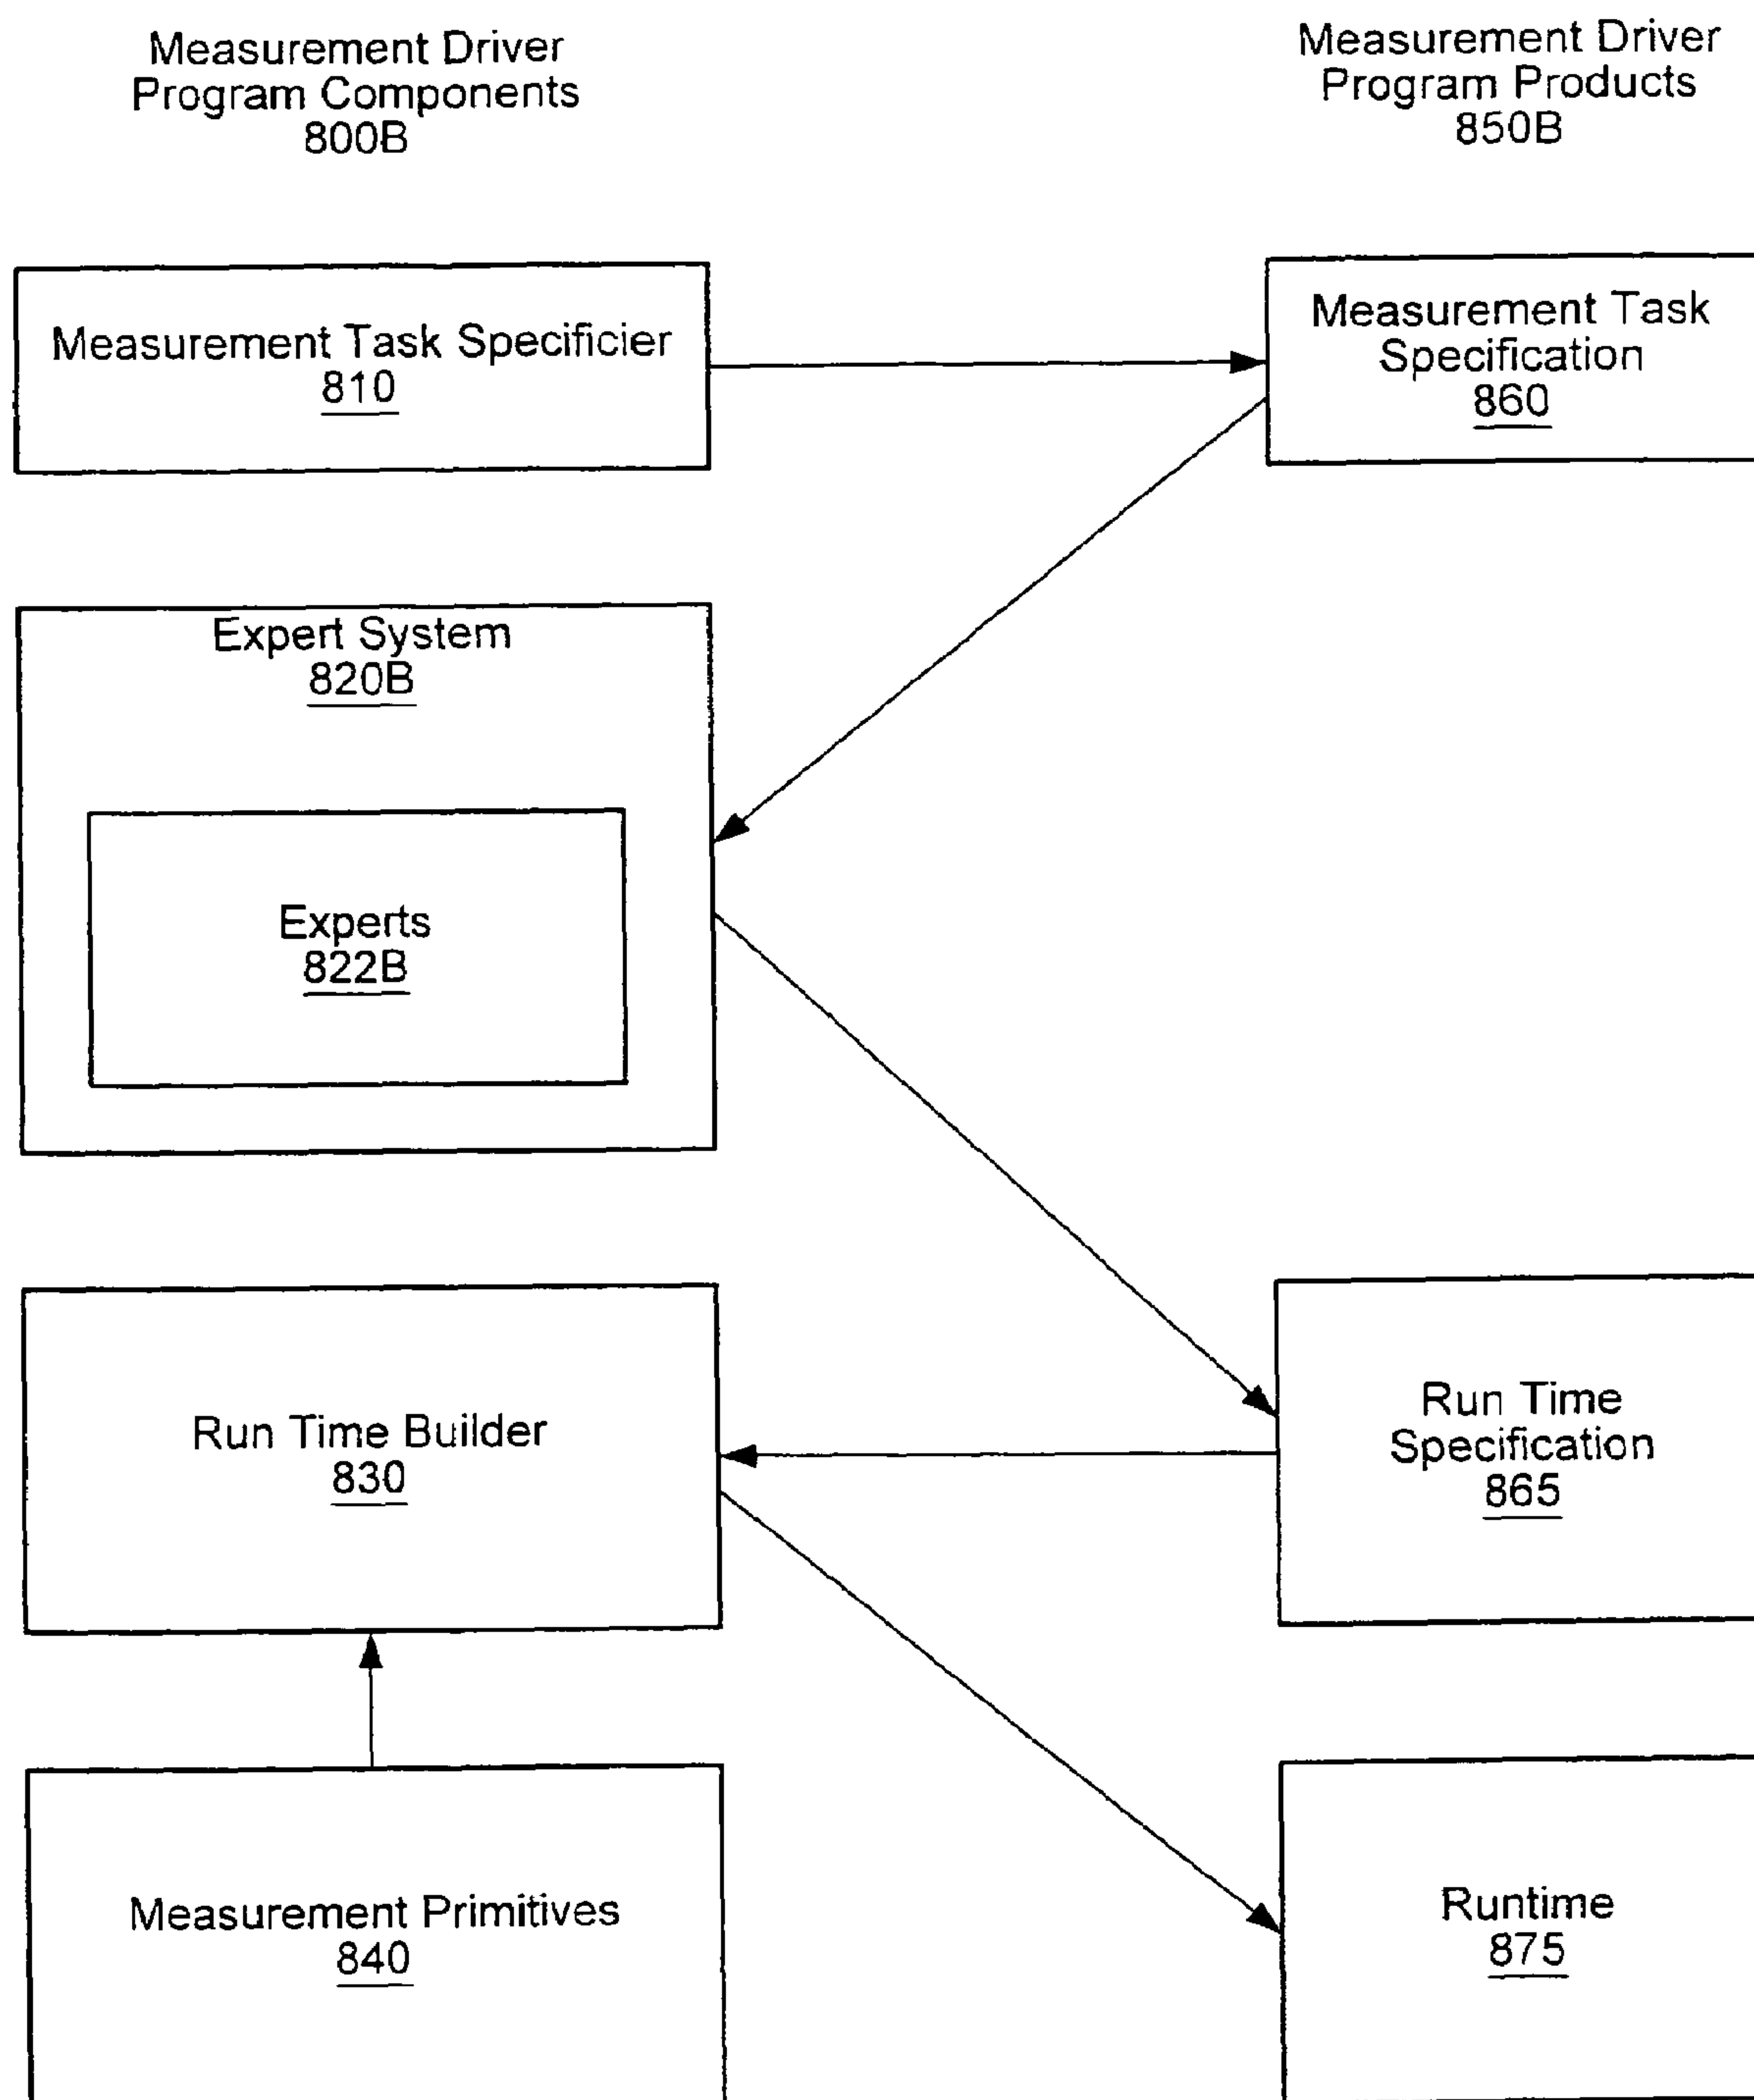 Measurement Driver
Program Components
800B
Measurement Driver
Program Products
850B
Measurement Task Specificier
810
Measurement Task
Specification
860
Expert System
820B
Experts
822B
Run Time Builder
830
Run Time
Specification
865
Measurement Primitives
840
Runtime
875